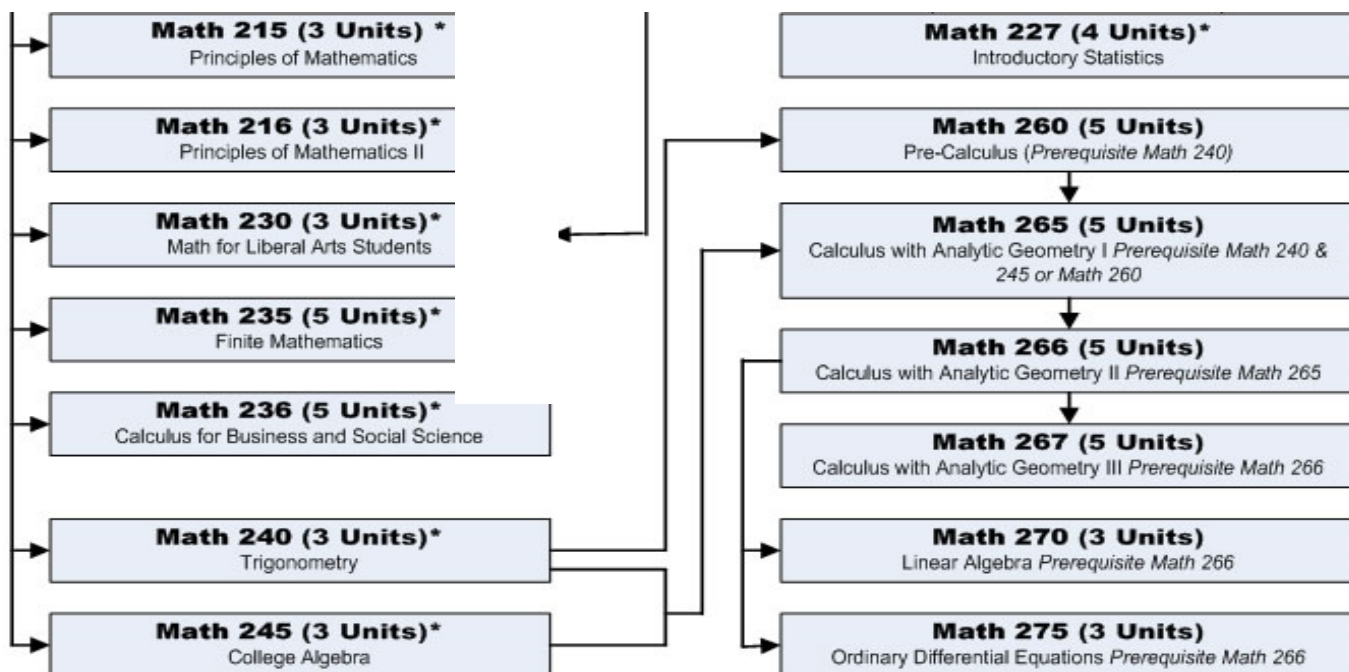 Math 215 (3 Units) *
Principles of Mathematics
Math 216 (3 Units)*
Principles of Mathematics II
Math 230 (3 Units)*
Math for Liberal Arts Students
Math 235 (5 Units)*
Finite Mathematics
Math 236 (5 Units)*
Calculus for Business and Social Science
Math 240 (3 Units)*
Trigonometry
Math 245 (3 Units)*
College Algebra
Math 227 (4 Units)*
Introductory Statistics
Math 260 (5 Units)
Pre-Calculus (Prerequisite Math 240)
Math 265 (5 Units)
Calculus with Analytic Geometry I Prerequisite Math 240 &
245 or Math 260
Math 266 (5 Units)
Calculus with Analytic Geometry II Prerequisite Math 265
Math 267 (5 Units)
Calculus with Analytic Geometry III Prerequisite Math 266
Math 270 (3 Units)
Linear Algebra Prerequisite Math 266
Math 275 (3 Units)
Ordinary Differential Equations Prerequisite Math 266